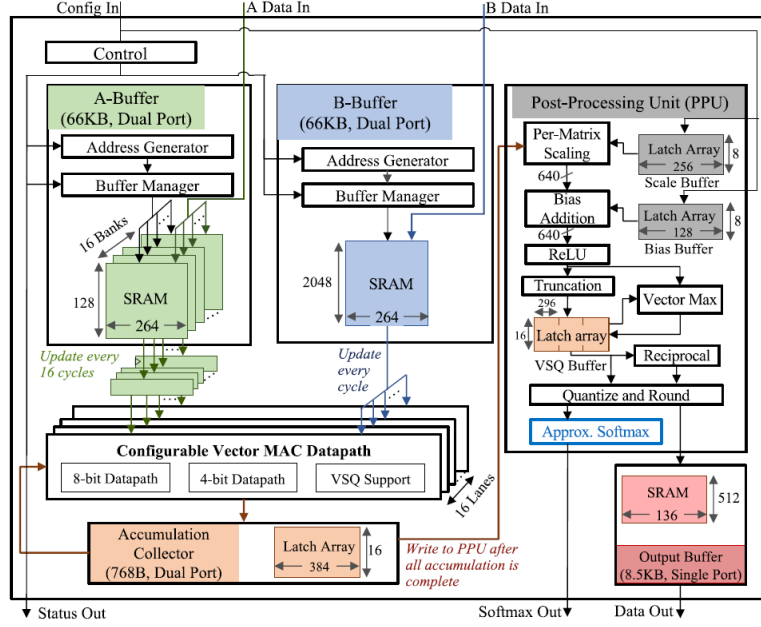 Config In
A Data In
B Data In
Control
A-Buffer
(66KB, Dual Port)
Address Generator
Buffer Manager
16 Banks
128
SRAM
264
Update every
16 cycles
B-Buffer
(66KB, Dual Port)
Address Generator
Buffer Manager
2048
SRAM
264
Update
every
cycle
Post-Processing Unit (PPU)
Per-Matrix
Scaling
Latch Array
256
8
Scale Buffer
640
Bias
Addition
Latch Array
128
8
Bias Buffer
640
ReLU
Truncation
Vector Max
296
16
Latch array
VSQ Buffer
Reciprocal
Quantize and Round
Approx. Softmax
Configurable Vector MAC Datapath
8-bit Datapath
4-bit Datapath
VSQ Support
16 Lanes
Accumulation
Collector
(768B, Dual Port)
Latch Array
384
16
Write to PPU after
all accumulation is
complete
SRAM
136
512
Output Buffer
(8.5KB, Single Port)
Status Out
Softmax Out
Data Out